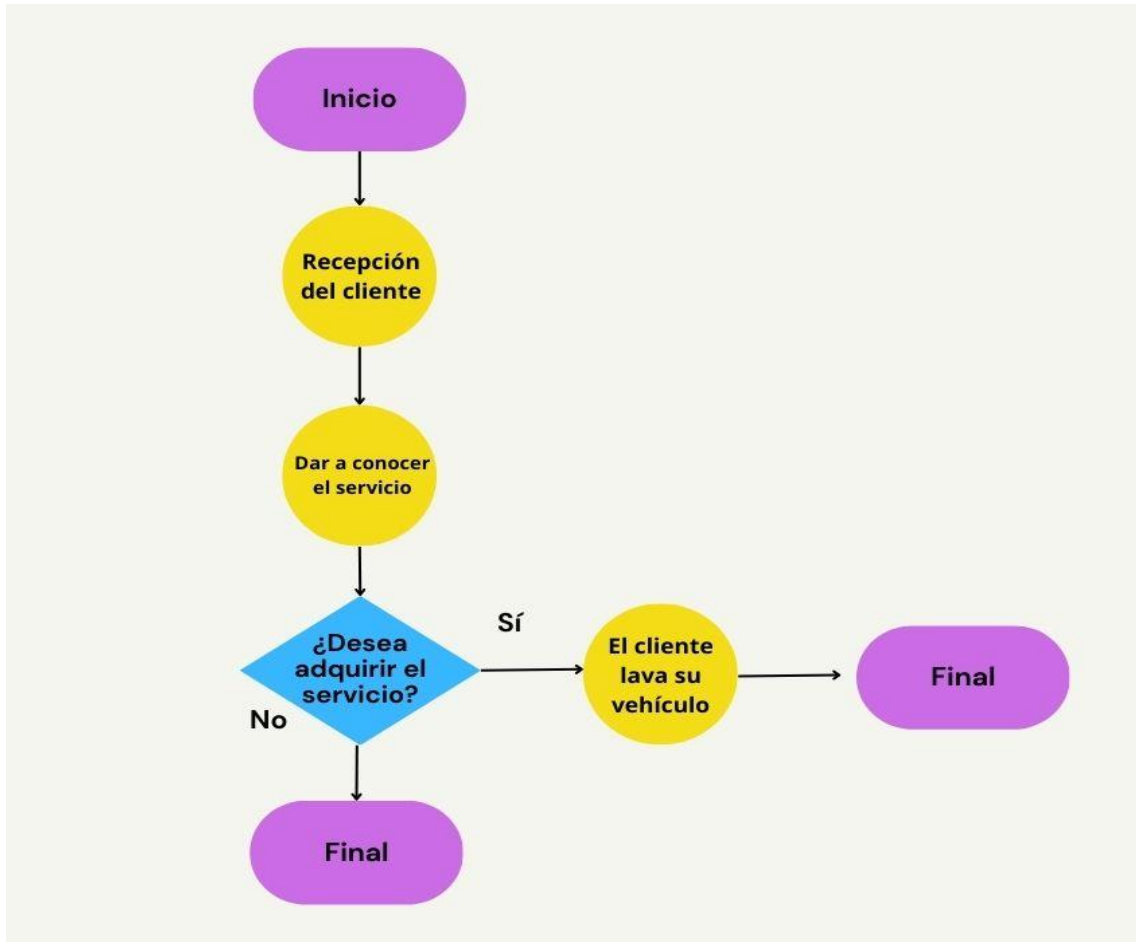 Inicio
Recepción
del cliente
Dar a conocer
el servicio
¿Desea
adquirir el
servicio?
Sí
El cliente
lava su
vehículo
Final
No
Final